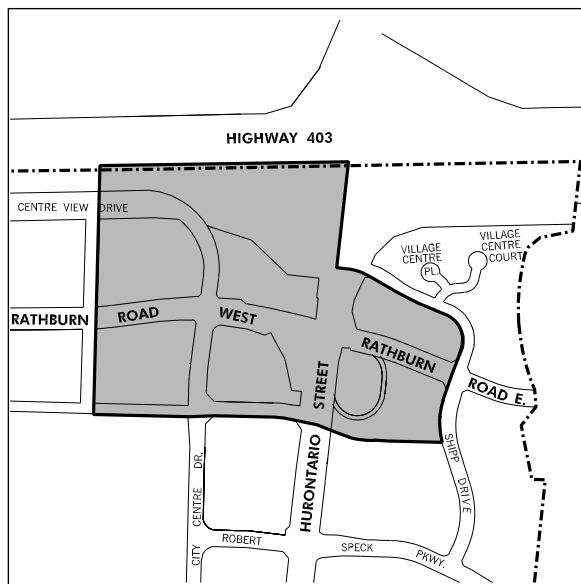 HIGHWAY 403
CENTRE VIEW DRIVE
VILLAGE
CENTRE
COURT
VILLAGE
CENTRE
PL.
RATHBURN
ROAD
WEST
STREET
RATHBURN
ROAD E.
HURONTARIO
SHIPP DRIVE
CITY CENTRE DR.
ROBERT
SPECK
PKWY.